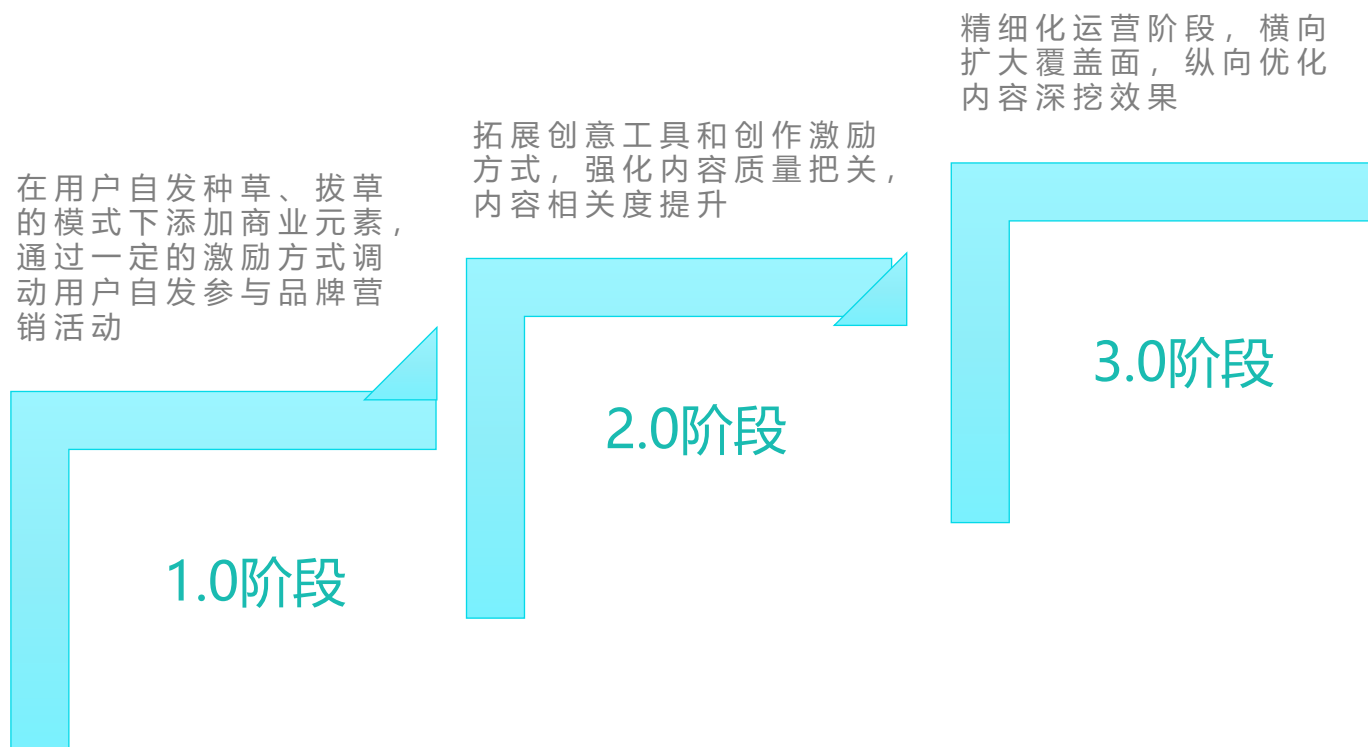 在用户自发种草、拔草
的模式下添加商业元素，
通过一定的激励方式调
动用户自发参与品牌营
销活动
1.0阶段
拓展创意工具和创作激励
方式，强化内容质量把关，
内容相关度提升
2.0阶段
精细化运营阶段，横向
扩大覆盖面，纵向优化
内容深挖效果
3.0阶段